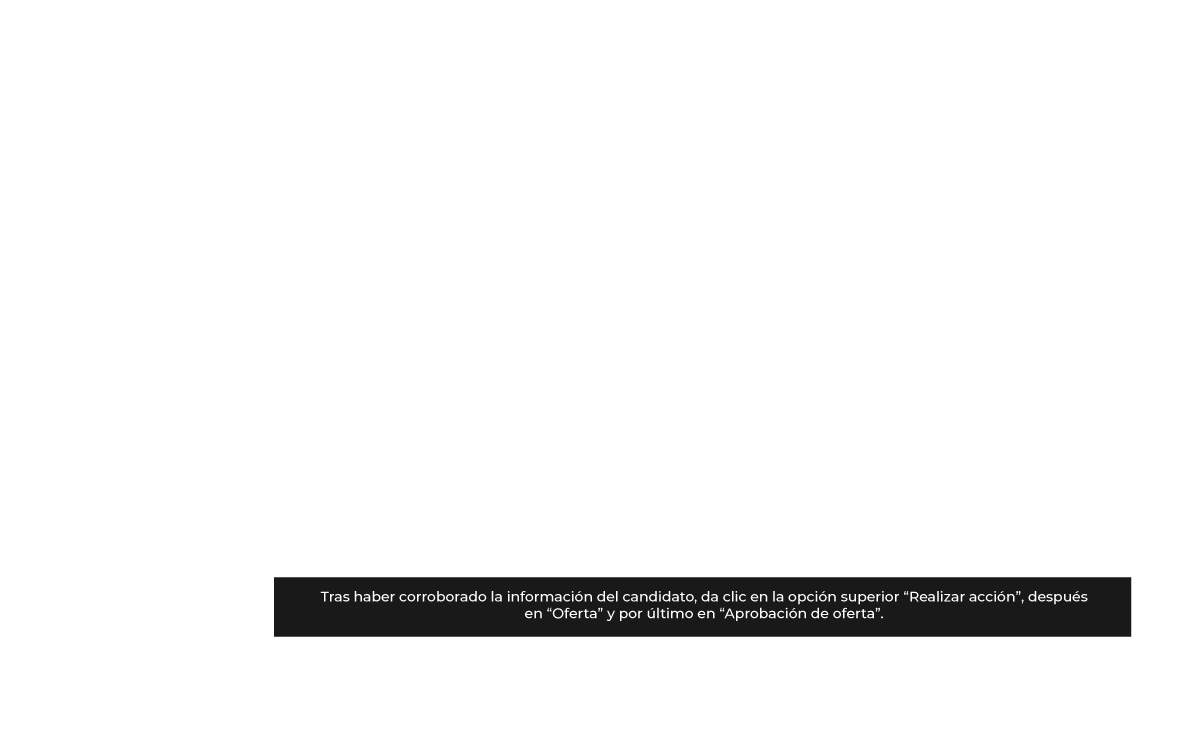 Tras haber corroborado la información del candidato, da clic en la opción superior “Realizar acción”, después
en “Oferta” y por último en “Aprobación de oferta”.